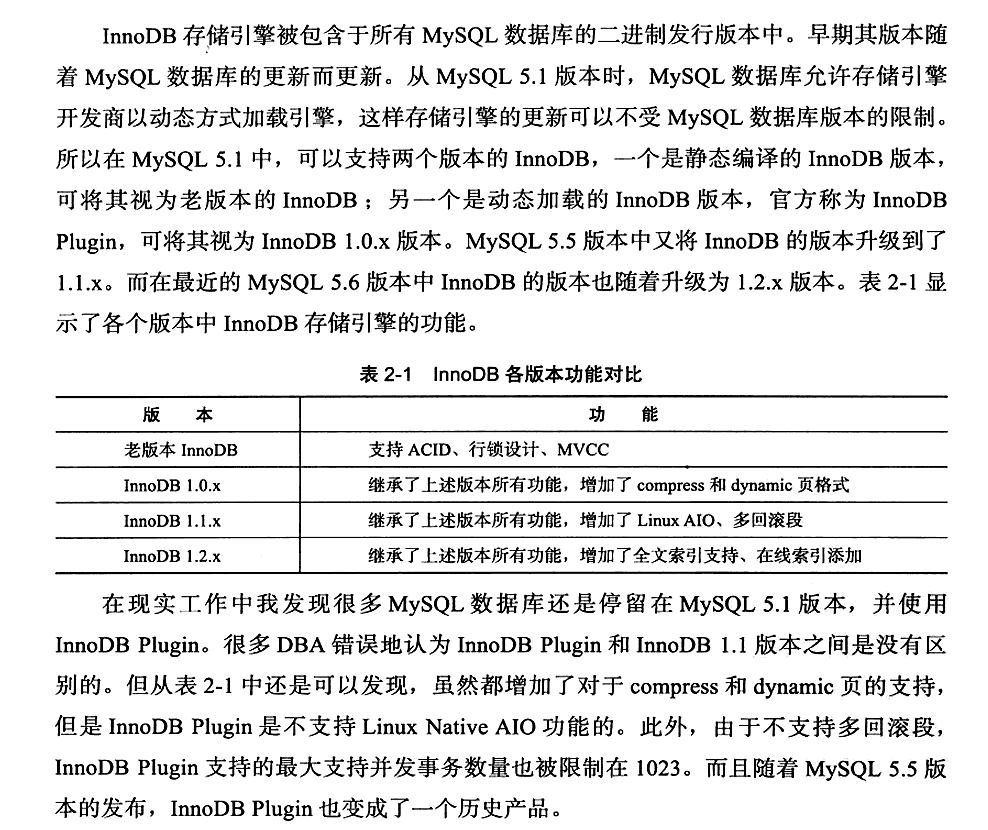 InnoDB 存储引擎被包含于所有 MySQL 数据库的二进制发行版本中。早期其版本随
着 MySQL 数据库的更新而更新。从 MySQL 5.1 版本时，MySQL 数据库允许存储引擎
开发商以动态方式加载引擎，这样存储引擎的更新可以不受 MySQL 数据库版本的限制。
所以在 MySQL 5.1 中，可以支持两个版本的 InnoDB，一个是静态编译的 InnoDB 版本，
可将其视为老版本的 InnoDB；另一个是动态加载的 InnoDB 版本，官方称为 InnoDB
Plugin，可将其视为 InnoDB 1.0.x 版本。MySQL 5.5 版本中又将 InnoDB 的版本升级到了
1.1.x。而在最近的 MySQL 5.6 版本中 InnoDB 的版本也随着升级为 1.2.x 版本。表 2-1 显
示了各个版本中 InnoDB 存储引擎的功能。
表 2-1 InnoDB 各版本功能对比
版 本 功 能
老版本 InnoDB 支持 ACID、行锁设计、MVCC
InnoDB 1.0.x 继承了上述版本所有功能，增加了 compress 和 dynamic 页格式
InnoDB 1.1.x 继承了上述版本所有功能，增加了 Linux AIO、多回滚段
InnoDB 1.2.x 继承了上述版本所有功能，增加了全文索引支持、在线索引添加
在现实工作中我发现很多 MySQL 数据库还是停留在 MySQL 5.1 版本，并使用
InnoDB Plugin。很多 DBA 错误地认为 InnoDB Plugin 和 InnoDB 1.1 版本之间是没有区
别的。但从表 2-1 中还是可以发现，虽然都增加了对于 compress 和 dynamic 页的支持，
但是 InnoDB Plugin 是不支持 Linux Native AIO 功能的。此外，由于不支持多回滚段，
InnoDB Plugin 支持的最大支持并发事务数量也被限制在 1023。而且随着 MySQL 5.5 版
本的发布，InnoDB Plugin 也变成了一个历史产品。